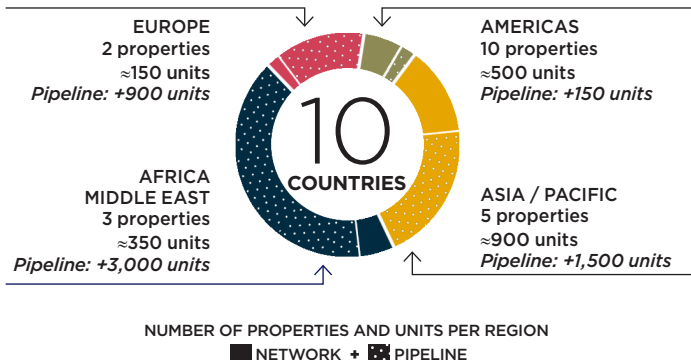 EUROPE
2 properties
≈150 units
Pipeline: +900 units
AMERICAS
10 properties
≈500 units
Pipeline: +150 units
10
COUNTRIES
AFRICA
MIDDLE EAST
3 properties
≈350 units
Pipeline: +3,000 units
ASIA / PACIFIC
5 properties
≈900 units
Pipeline: +1,500 units
NUMBER OF PROPERTIES AND UNITS PER REGION
NETWORK + PIPELINE